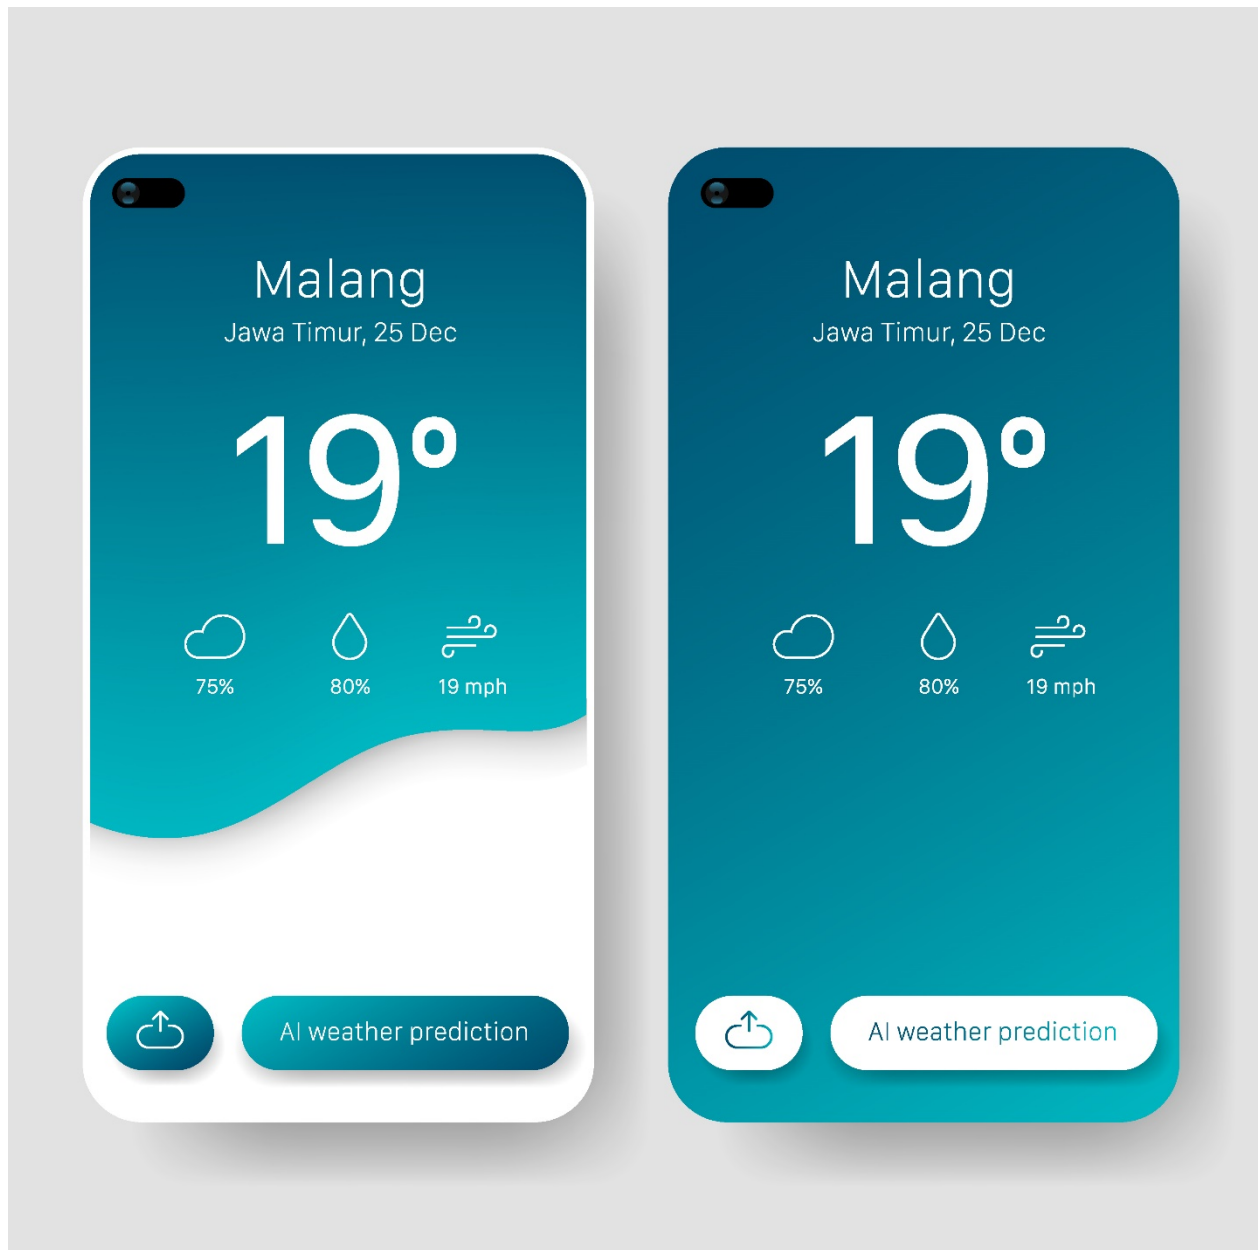 Malang
Jawa Timur, 25 Dec
19°
75% 80% 19 mph
AI weather prediction
Malang
Jawa Timur, 25 Dec
19°
75% 80% 19 mph
AI weather prediction